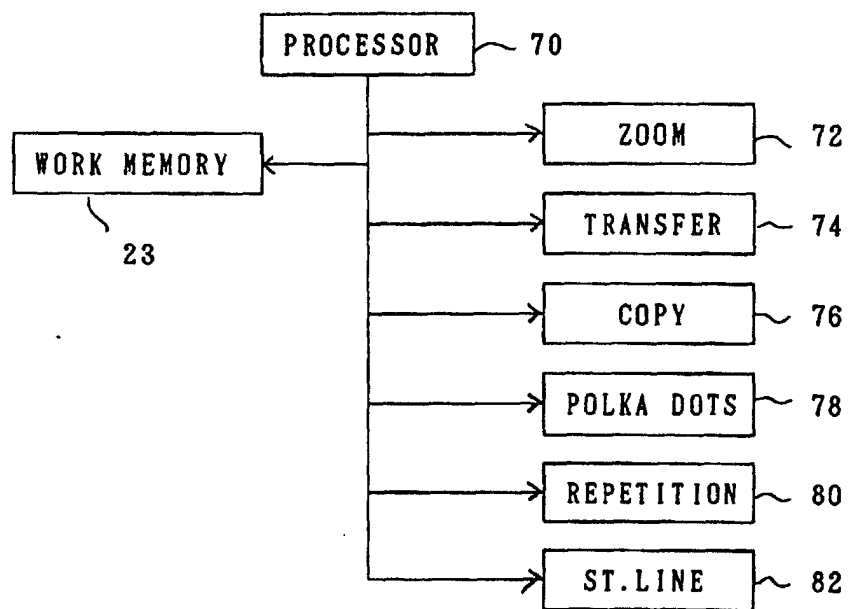 PROCESSOR 70
ZOOM 72
WORK MEMORY
23
TRANSFER 74
COPY 76
POLKA DOTS 78
REPETITION 80
ST.LINE 82